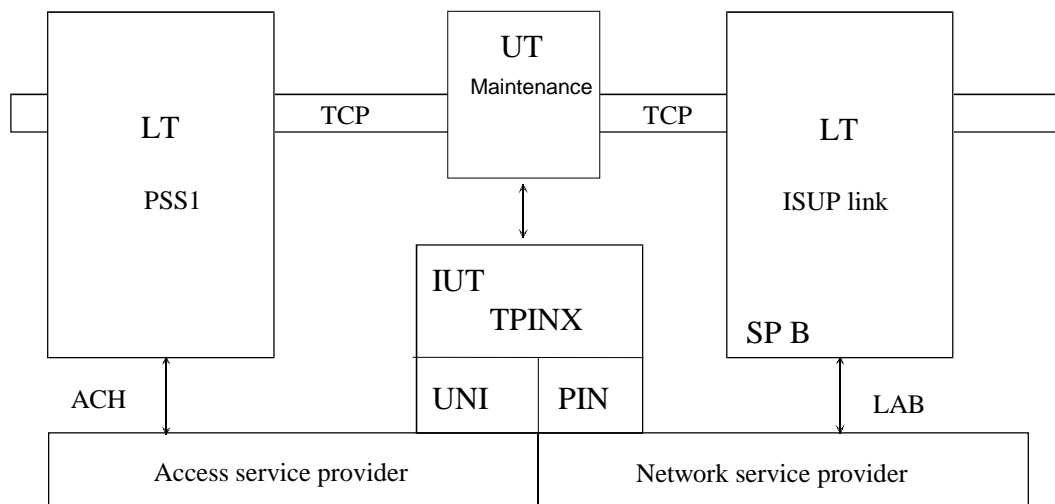 UT
Maintenance
LT
TCP
TCP
LT
PSS1
ISUP link
IUT
TPINX
SP B
ACH
UNI
PIN
LAB
Access service provider
Network service provider